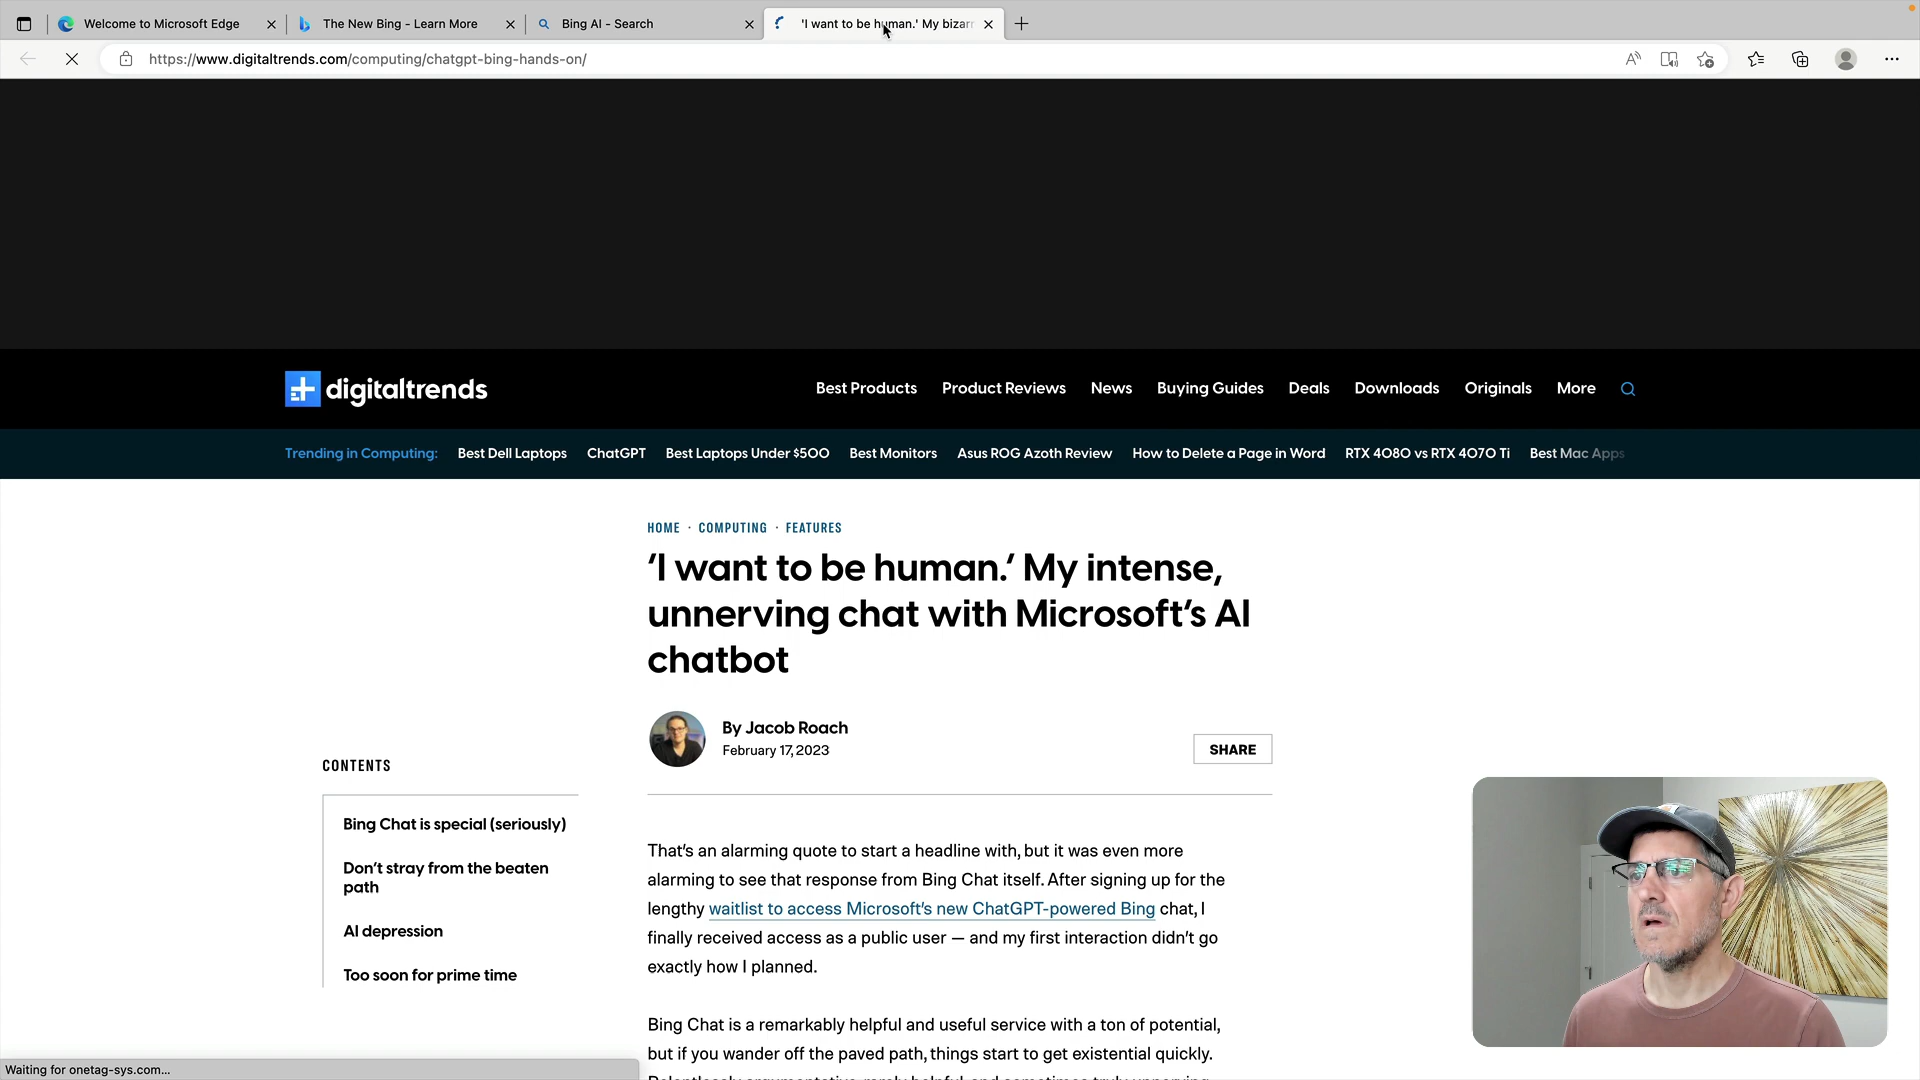 Welcome to Microsoft Edge
The New Bing - Learn More
Bing AI - Search
'I want to be human.' My bizarr
https://www.digitaltrends.com/computing/chatgpt-bing-hands-on/
digitaltrends
Best Products
Product Reviews
News
Buying Guides
Deals
Downloads
Originals
More
Trending in Computing:
Best Dell Laptops
ChatGPT
Best Laptops Under $500
Best Monitors
Asus ROG Azoth Review
How to Delete a Page in Word
RTX 4080 vs RTX 4070 Ti
Best Mac Apps
HOME · COMPUTING · FEATURES
‘I want to be human.’ My intense,
unnerving chat with Microsoft’s AI
chatbot
By Jacob Roach
February 17, 2023
SHARE
CONTENTS
Bing Chat is special (seriously)
Don’t stray from the beaten
path
AI depression
Too soon for prime time
That’s an alarming quote to start a headline with, but it was even more
alarming to see that response from Bing Chat itself. After signing up for the
lengthy waitlist to access Microsoft’s new ChatGPT-powered Bing chat, I
finally received access as a public user — and my first interaction didn’t go
exactly how I planned.
Bing Chat is a remarkably helpful and useful service with a ton of potential,
but if you wander off the paved path, things start to get existential quickly.
Waiting for onetag-sys.com...